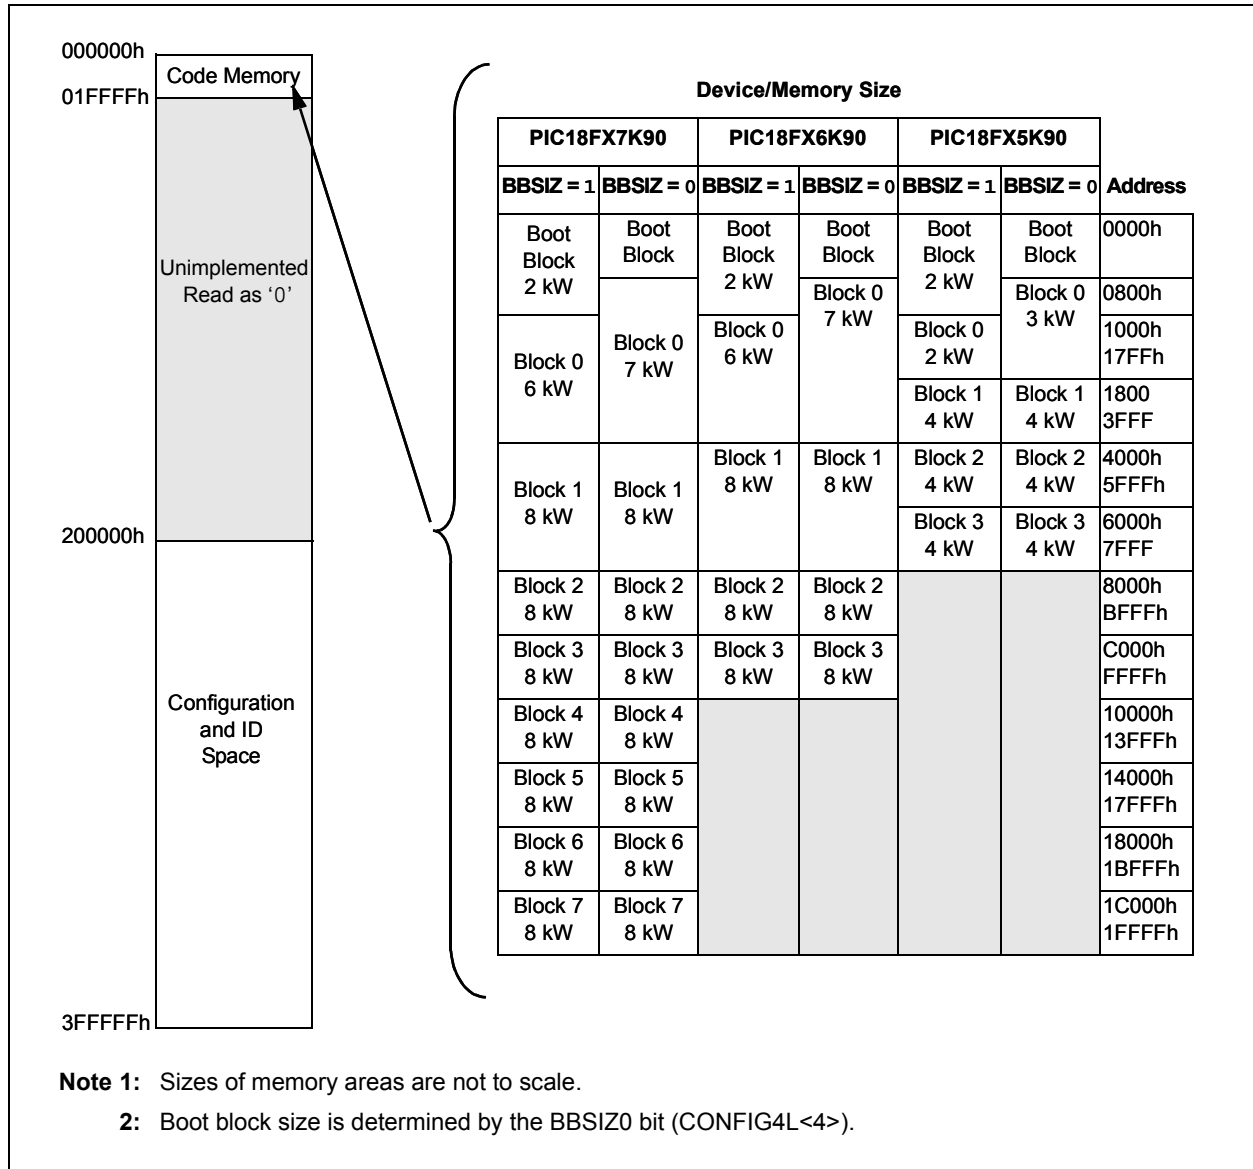 000000h
Code Memory
01FFFFh
Unimplemented
Read as ‘0’
200000h
Configuration
and ID
Space
3FFFFFh
Device/Memory Size
PIC18FX7K90 PIC18FX6K90 PIC18FX5K90
BBSIZ = 1 BBSIZ = 0 BBSIZ = 1 BBSIZ = 0 BBSIZ = 1 BBSIZ = 0 Address
Boot Boot Boot Boot Boot Boot 0000h
Block Block Block Block Block Block
2 kW 2 kW 2 kW
Block 0 Block 0 0800h
7 kW 3 kW
Block 0 Block 0 Block 0 Block 0 1000h
6 kW 7 kW 6 kW 2 kW 17FFh
Block 1 Block 1 1800
4 kW 4 kW 3FFF
Block 1 Block 1 Block 1 Block 1 Block 2 Block 2 4000h
8 kW 8 kW 8 kW 8 kW 4 kW 4 kW 5FFFh
Block 3 Block 3 6000h
4 kW 4 kW 7FFF
Block 2 Block 2 Block 2 Block 2 8000h
8 kW 8 kW 8 kW 8 kW BFFFh
Block 3 Block 3 Block 3 Block 3 C000h
8 kW 8 kW 8 kW 8 kW FFFFh
Block 4 Block 4 10000h
8 kW 8 kW 13FFFh
Block 5 Block 5 14000h
8 kW 8 kW 17FFFh
Block 6 Block 6 18000h
8 kW 8 kW 1BFFFh
Block 7 Block 7 1C000h
8 kW 8 kW 1FFFFh
Note 1: Sizes of memory areas are not to scale.
2: Boot block size is determined by the BBSIZ0 bit (CONFIG4L<4>).